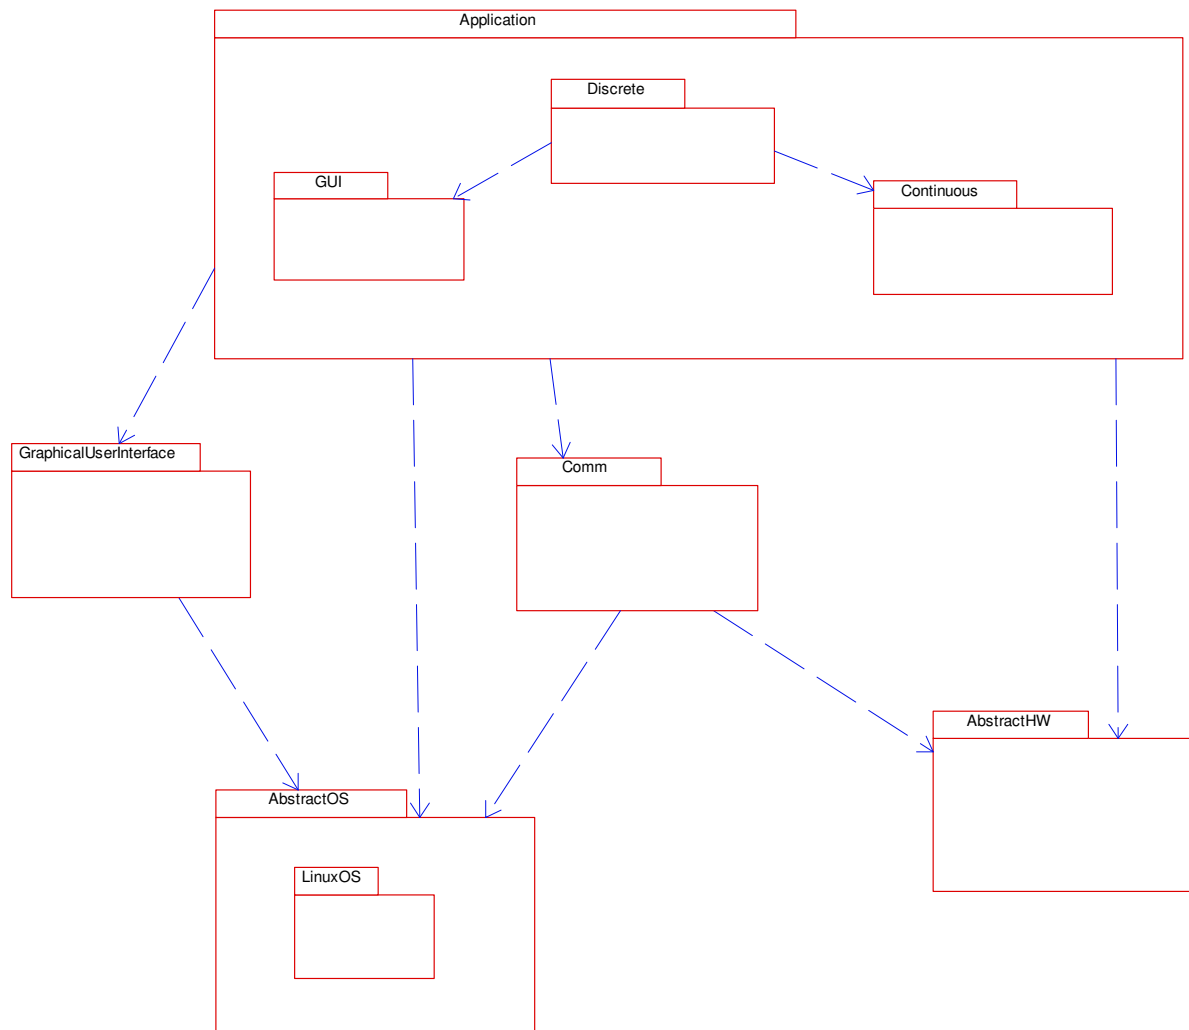 Application
Discrete
GUI
Continuous
GraphicalUserInterface
Comm
AbstractHW
AbstractOS
LinuxOS